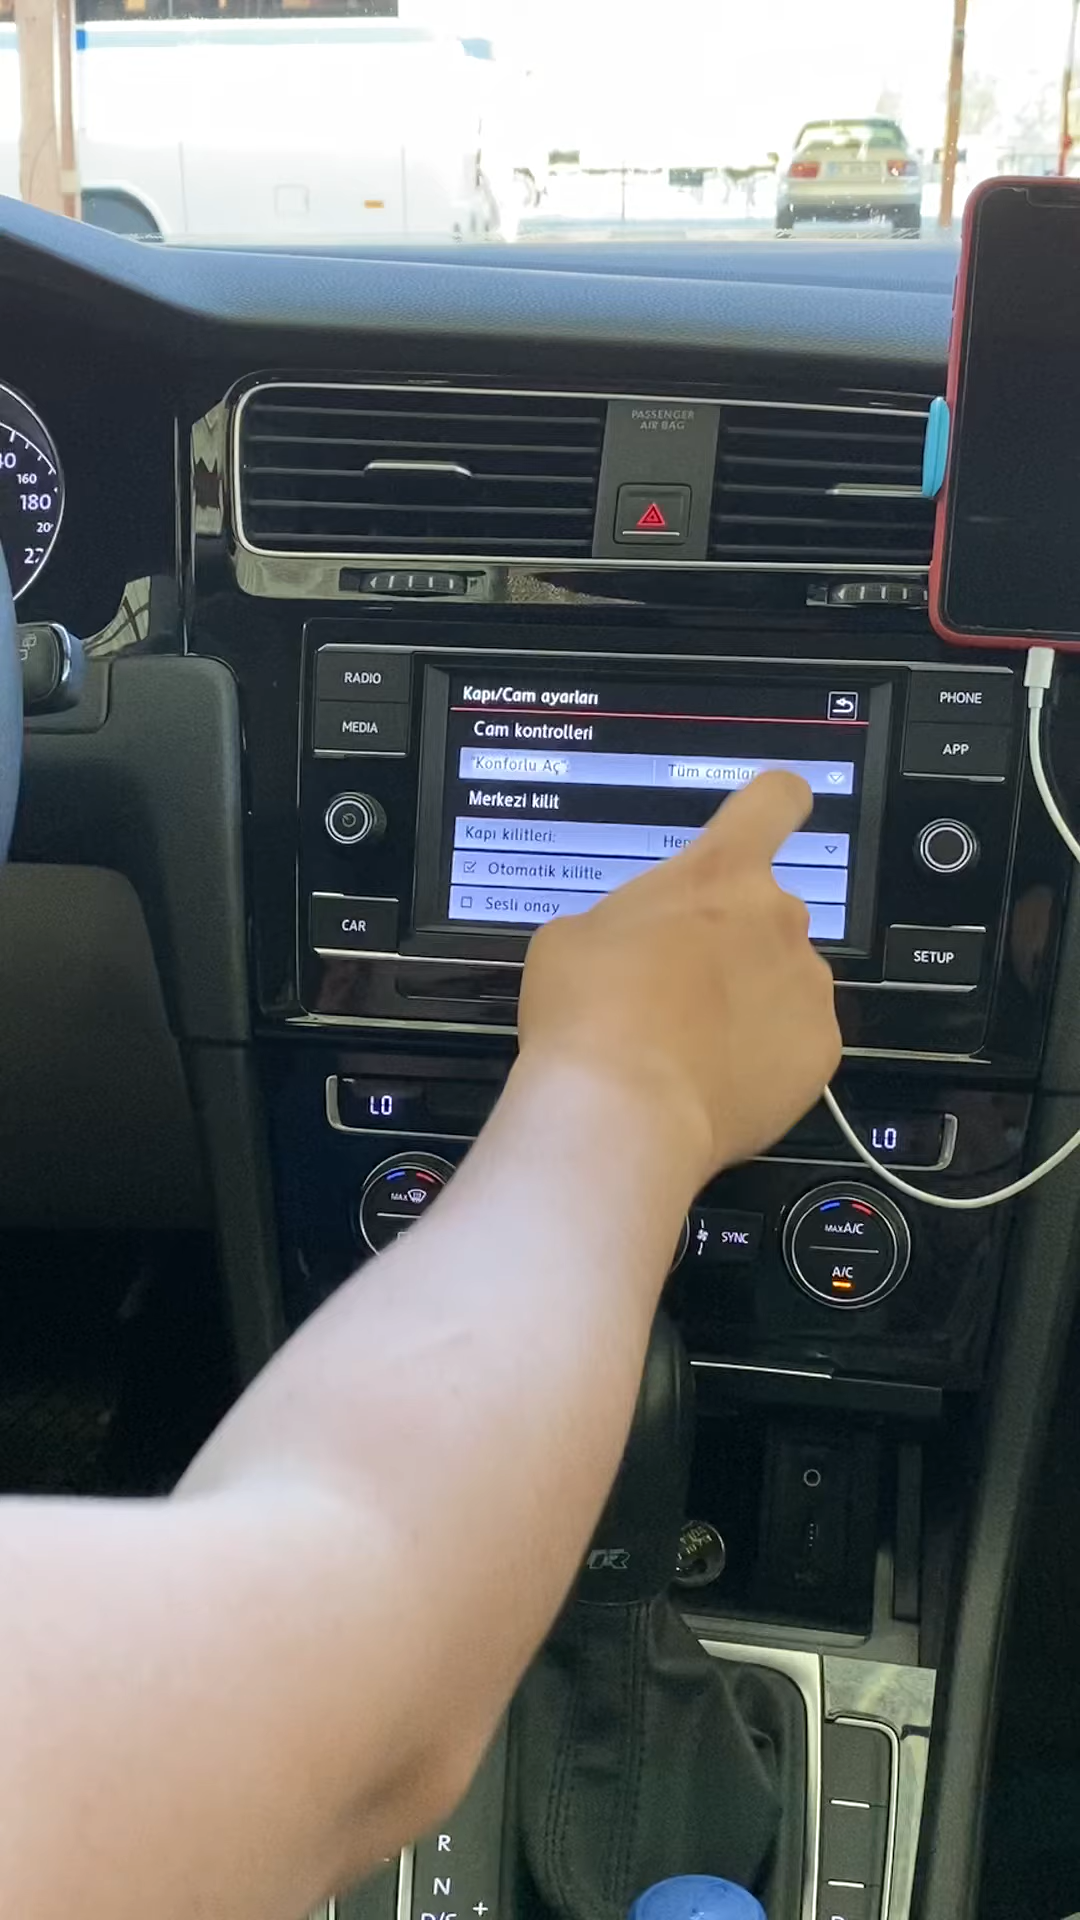 PASSENGER
AIR BAG
160
180
RADIO
MEDIA
CAR
Kapı/Cam ayarları
Cam kontrolleri
"Konforlu Aç":
Tüm camlar
Merkezi kilit
Kapı kilitleri:
Otomatik kilitle
Sesli onay
PHONE
APP
SETUP
LO
LO
MAX
SYNC
MAX A/C
A/C
R
R
N
+